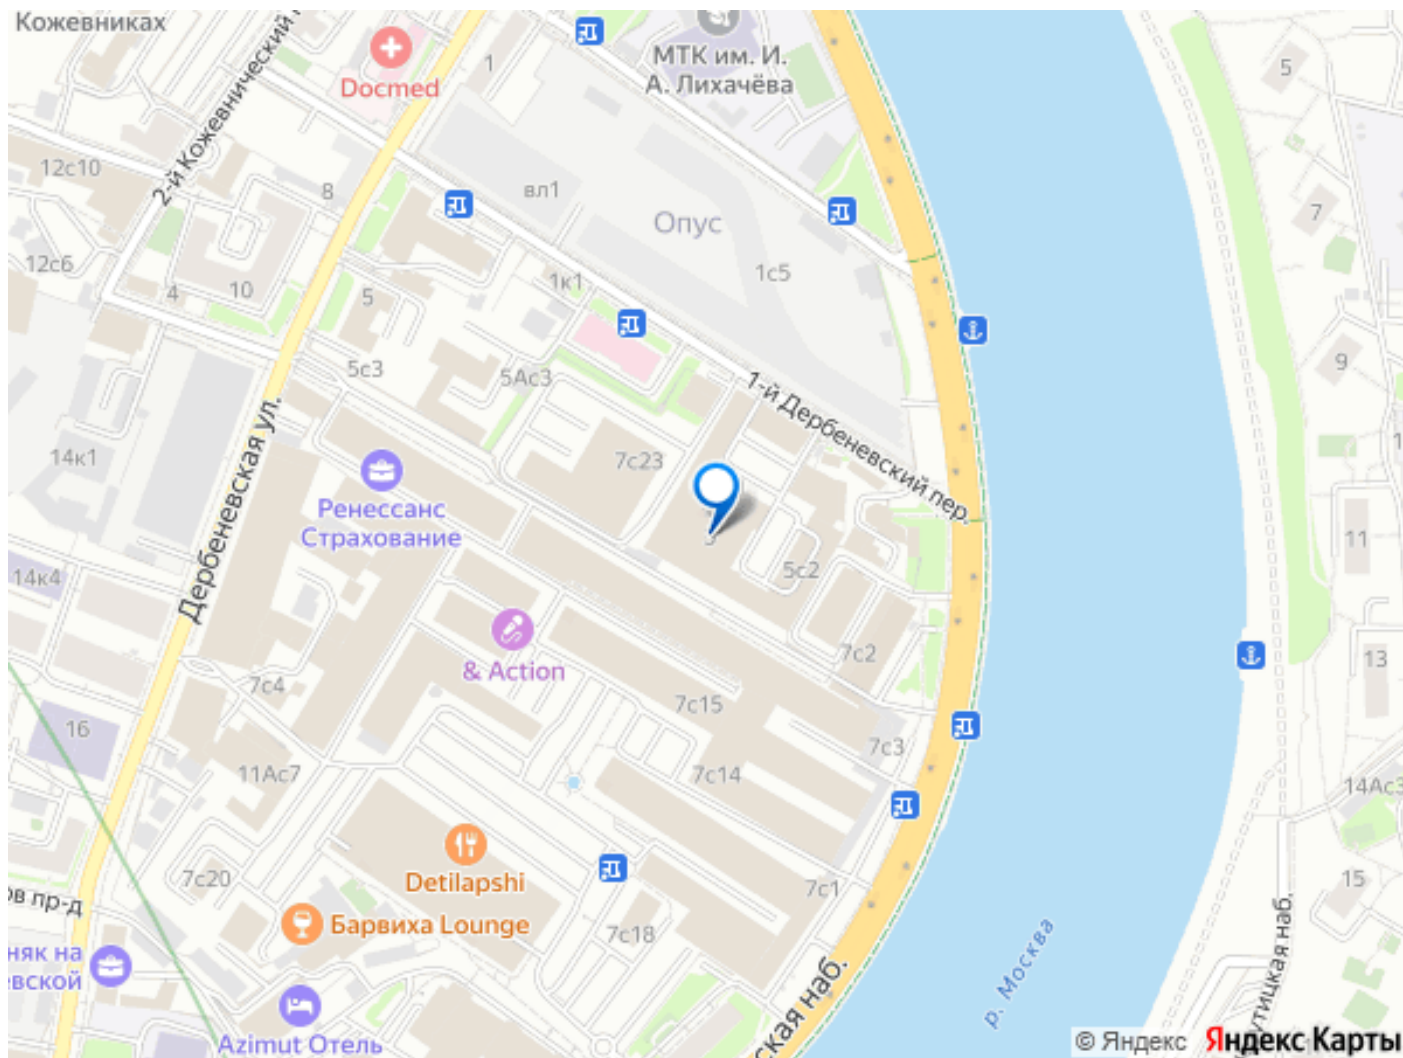 Кожевниках
2-й Кожевнический
Docmed
1
МТК им. И.
А. Лихачёва
5
12с10
8
вл1
Опус
7
12с6
4
10
5
1к1
1с5
5с3
5Ас3
9
1-й Дербеневский пер.
Дербеневская ул.
14к1
7с23
Ренессанс
Страхование
11
14к4
5с2
& Action
7с2
13
7с4
7с15
16
7с3
11Ас7
7с14
14Ас3
Detilapshi
7с20
7с1
15
ов пр-д
Барвиха Lounge
7с18
няк на
евской
Azimut Отель
ская наб.
р. Москва
утицкая наб.
© Яндекс Яндекс Карты